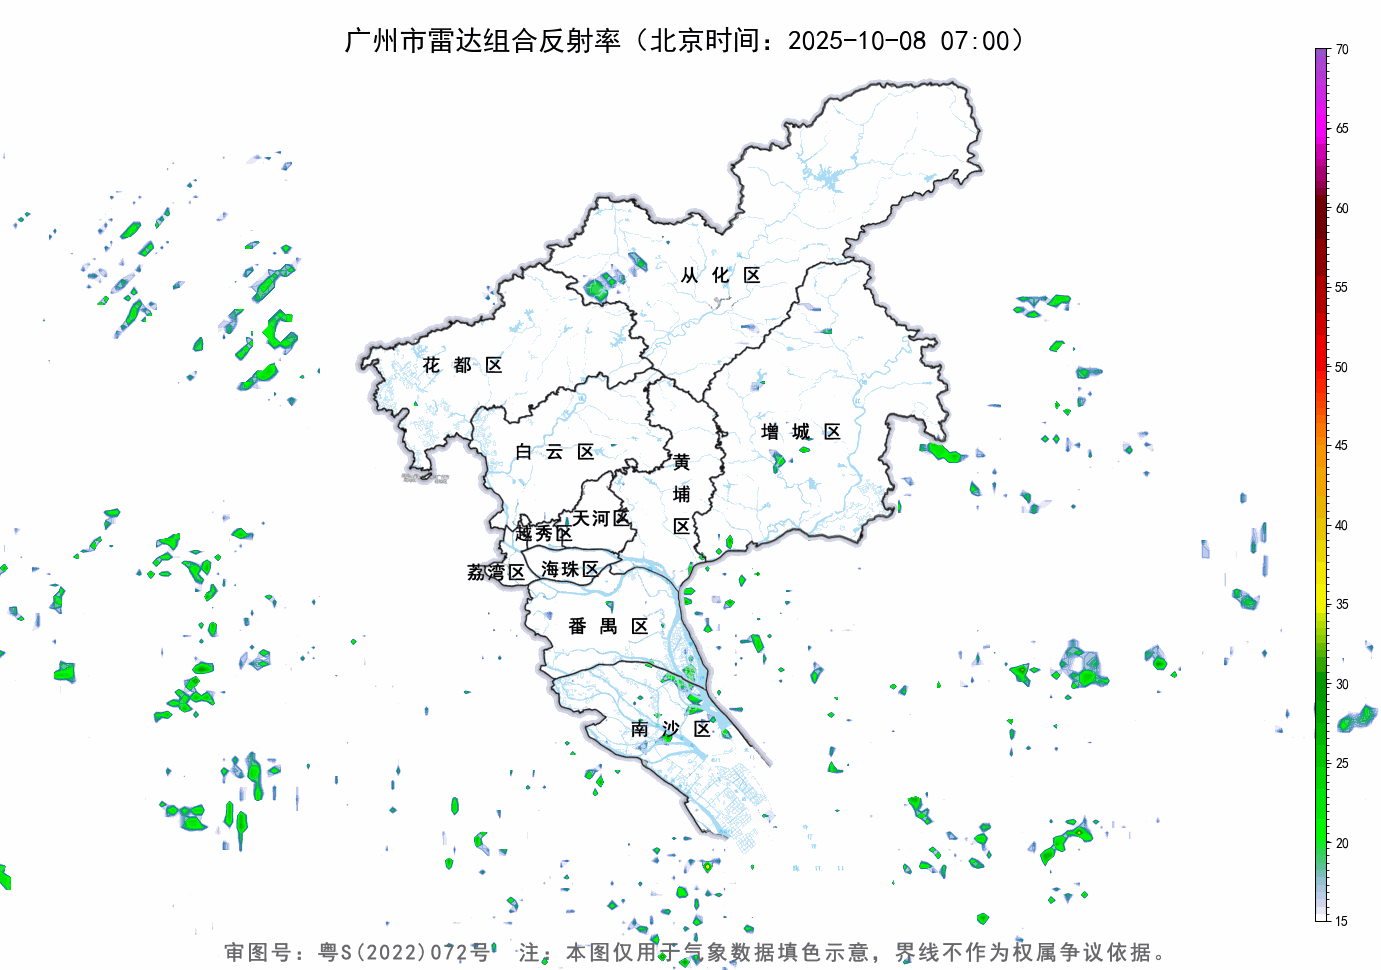 广州市雷达组合反射率（北京时间：2025-10-08 07:00）
70
65
60
55
50
45
40
35
30
25
20
15
从化区
花都区
增城区
白云区
黄埔区
天河区
越秀区
荔湾区
海珠区
番禺区
南沙区
审图号：粤S(2022)072号　注：本图仅用于气象数据填色示意，界线不作为权属争议依据。